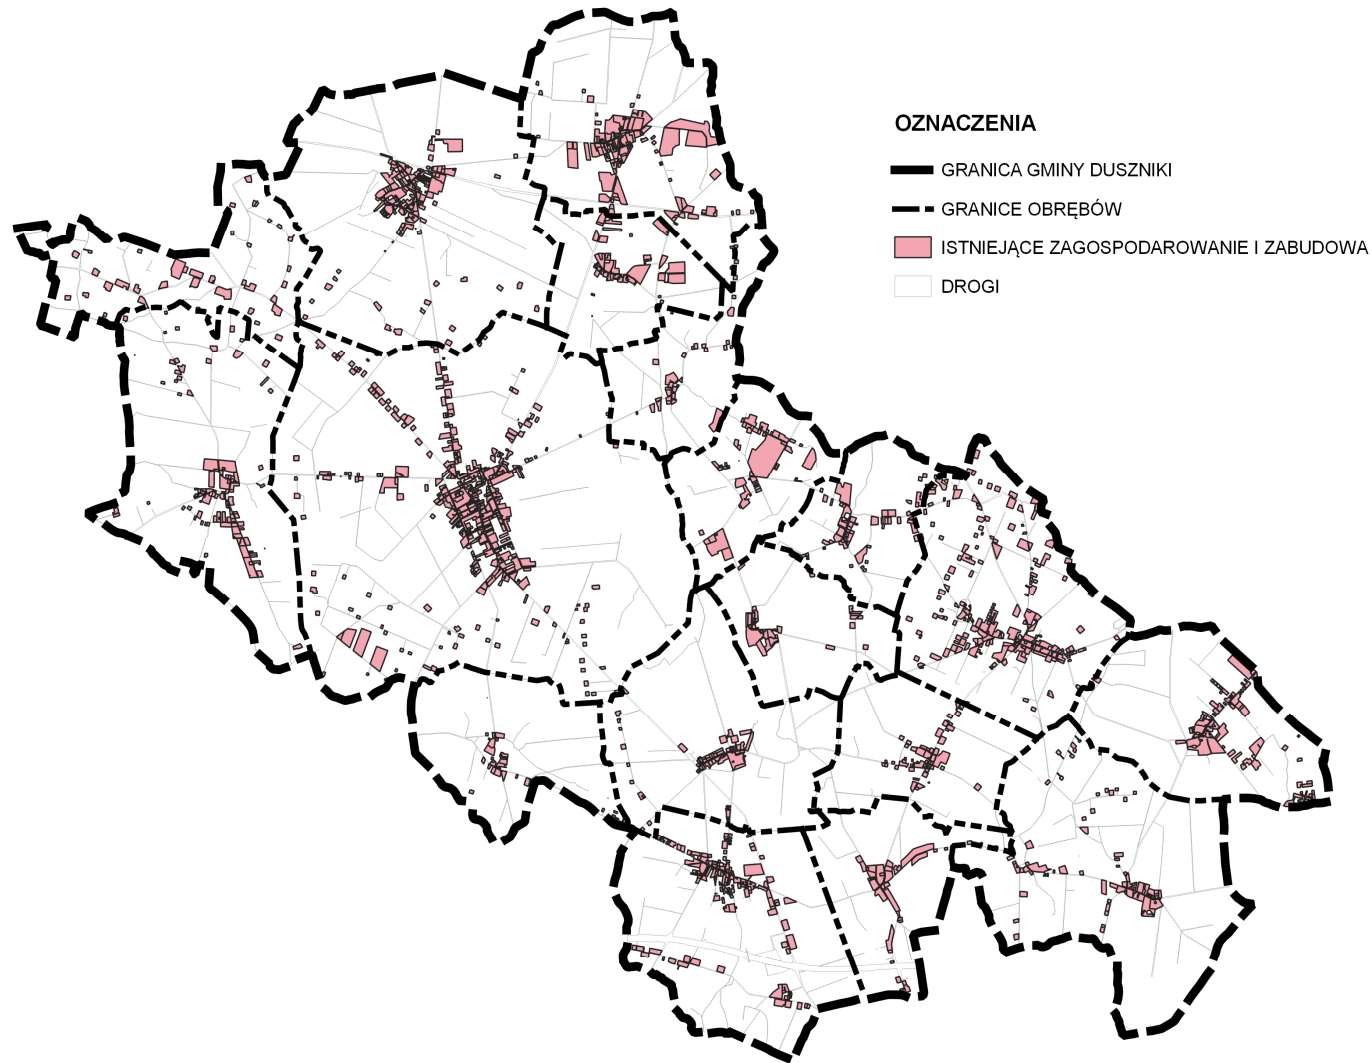 OZNACZENIA
GRANICA GMINY DUSZNIKI
GRANICE OBRĘBÓW
ISTNIEJĄCE ZAGOSPODAROWANIE I ZABUDOWA
DROGI